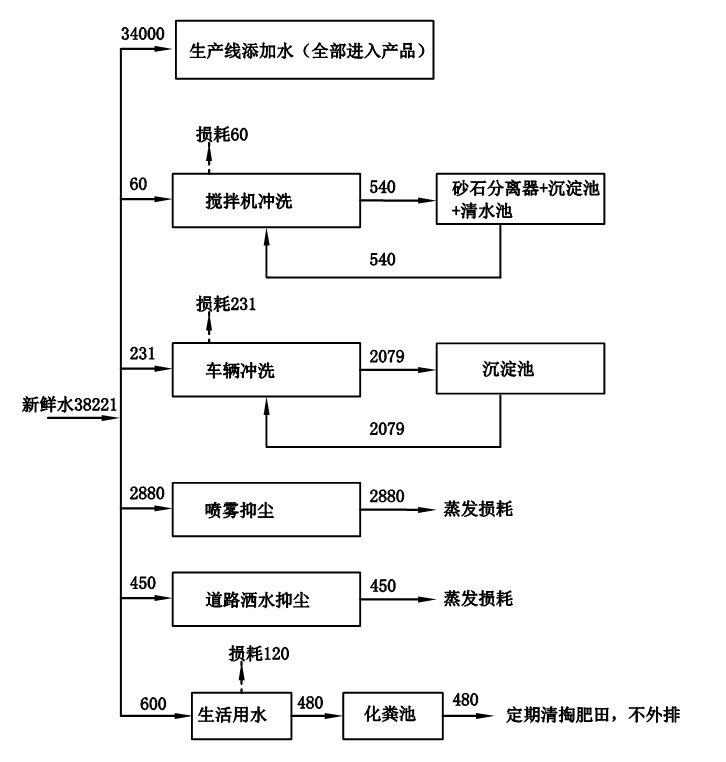 34000
生产线添加水（全部进入产品）
损耗60
60
搅拌机冲洗
540
砂石分离器+沉淀池
+清水池
540
损耗231
231
车辆冲洗
2079
沉淀池
2079
新鲜水38221
2880
喷雾抑尘
2880
蒸发损耗
450
道路洒水抑尘
450
蒸发损耗
损耗120
600
生活用水
480
化粪池
480
定期清掏肥田，不外排